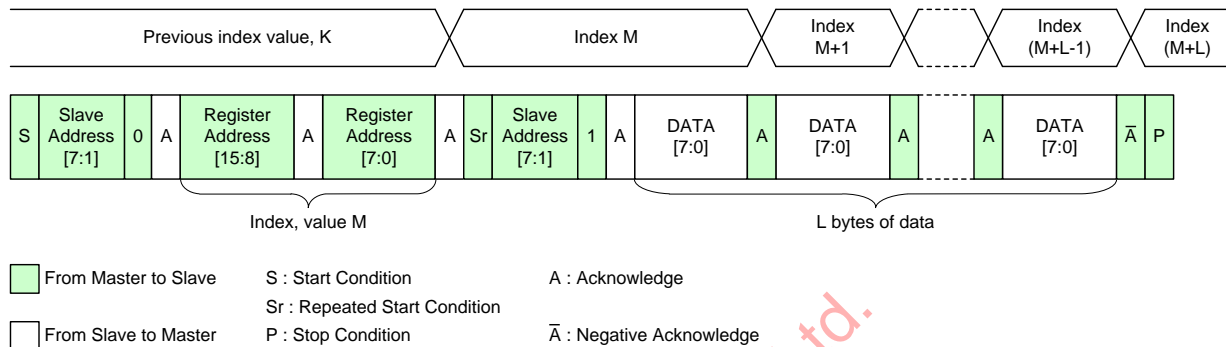 Previous index value, K
Index M
Index
M+1
Index
(M+L-1)
Index
(M+L)
S
Slave
Address
[7:1]
0
A
Register
Address
[15:8]
A
Register
Address
[7:0]
A
Sr
Slave
Address
[7:1]
1
A
DATA
[7:0]
A
DATA
[7:0]
A
A
DATA
[7:0]
A̅
P
Index, value M
L bytes of data
From Master to Slave
S : Start Condition
A : Acknowledge
Sr : Repeated Start Condition
From Slave to Master
P : Stop Condition
A̅ : Negative Acknowledge
td.